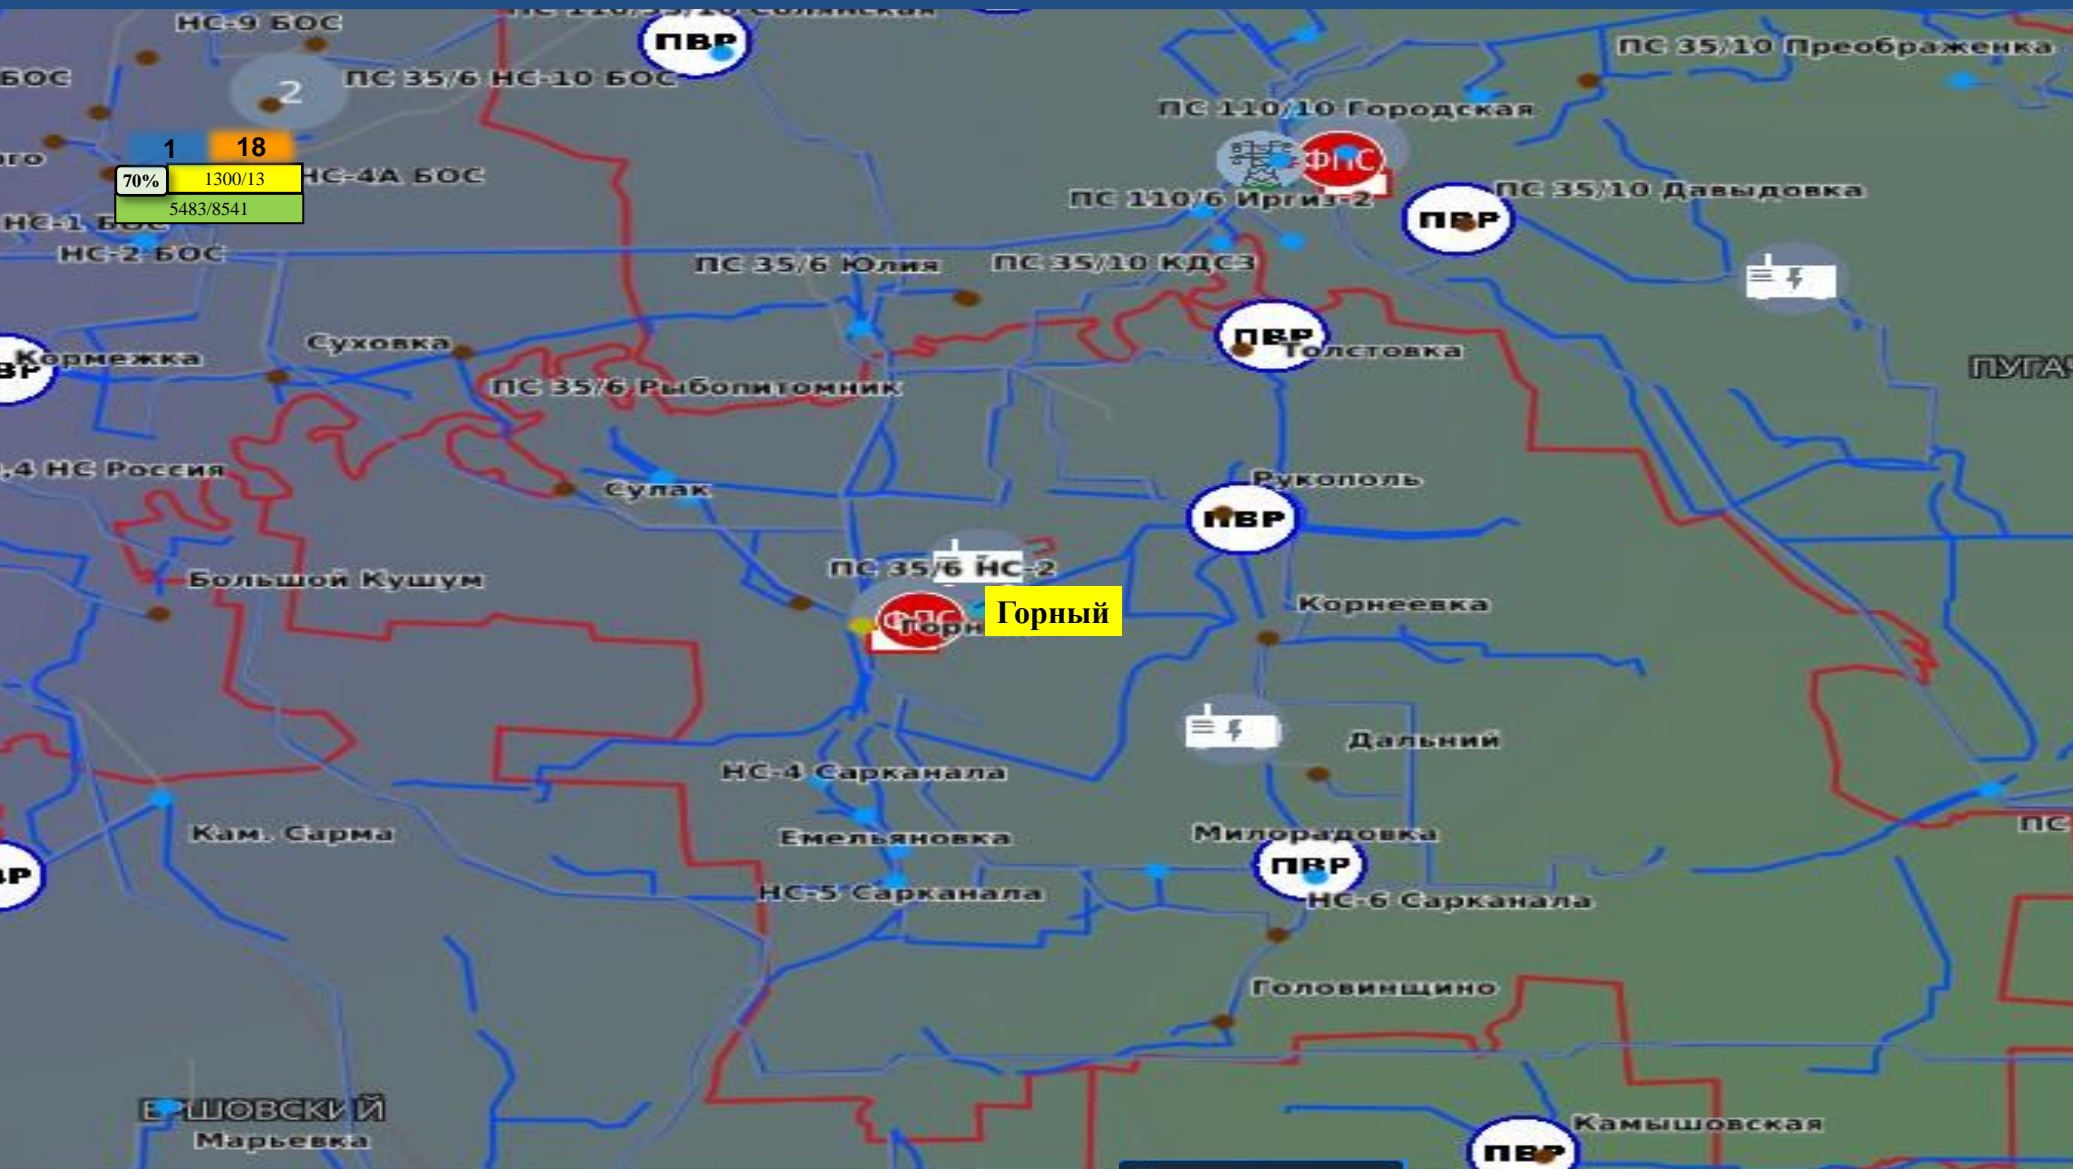 НС-9 БОС
ПВР
ПС 35/10 Преображенка
БОС
2
ПС 35/6 НС-10 БОС
ПС 110/10 Городская
1
18
ФПС
70%
1300/13
НС-4А БОС
ПС 110/6 Иргиз-2
ПС 35/10 Давыдовка
ПВР
5483/8541
НС-1 БОС
НС-2 БОС
ПС 35/6 Юлия
ПС 35/10 КДСЗ
Суховка
Кормежка
ПВР
Толстовка
ПС 35/6 Рыбопитомник
.4 НС Россия
Сулак
Рукополь
ПВР
ПС 35/6 НС-2
Большой Кушум
ФПС
Горный
Корнеевка
Дальний
НС-4 Сарканала
Кам. Сарма
Емельяновка
Милорадовка
ПВР
НС-5 Сарканала
НС-6 Сарканала
ПС
Головинщино
ЕРШОВСКИЙ
Марьевка
Камышовская
ПВР